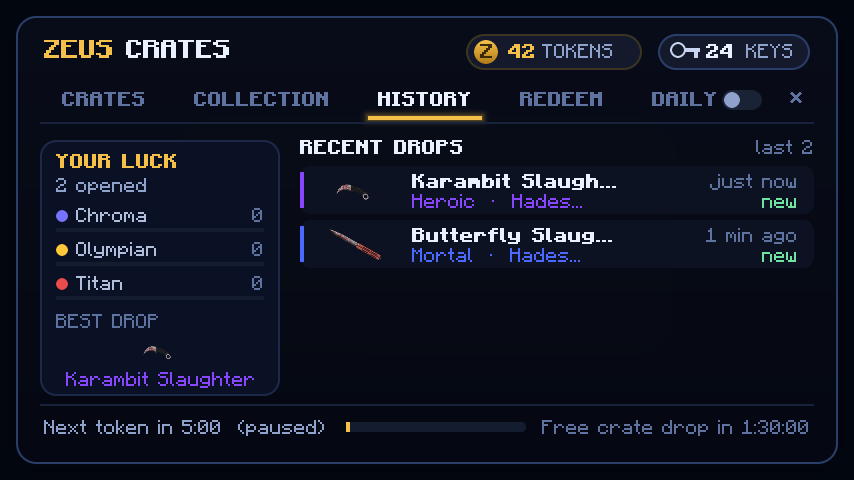 ZEUS CRATES
Z 42 TOKENS
24 KEYS
CRATES COLLECTION HISTORY REDEEM DAILY ×
YOUR LUCK
2 opened
Chroma 0
Olympian 0
Titan 0
BEST DROP
Karambit Slaughter
RECENT DROPS last 2
Karambit Slaugh... just now
Heroic · Hades... new
Butterfly Slaug... 1 min ago
Mortal · Hades... new
Next token in 5:00 (paused) Free crate drop in 1:30:00